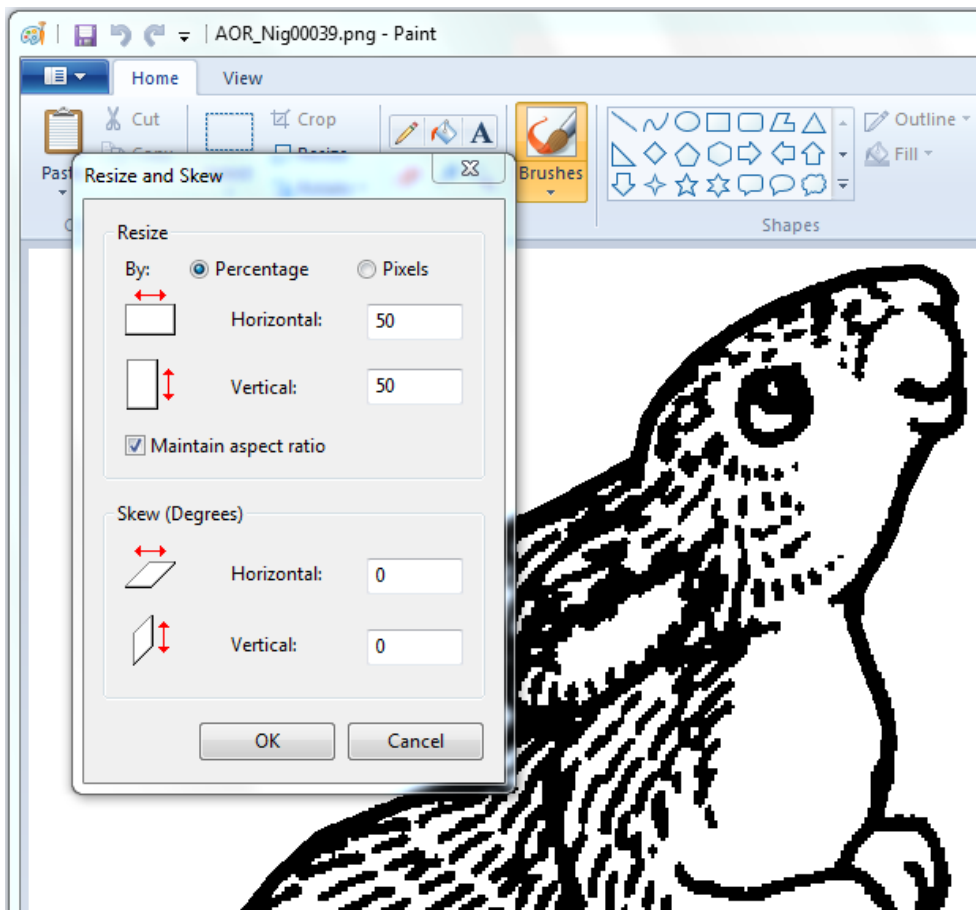 AOR_Nig00039.png - Paint
Home View
Cut Crop A Outline
Fill
Brushes
Shapes
Resize and Skew
Resize
By: Percentage Pixels
Horizontal: 50
Vertical: 50
Maintain aspect ratio
Skew (Degrees)
Horizontal: 0
Vertical: 0
OK Cancel